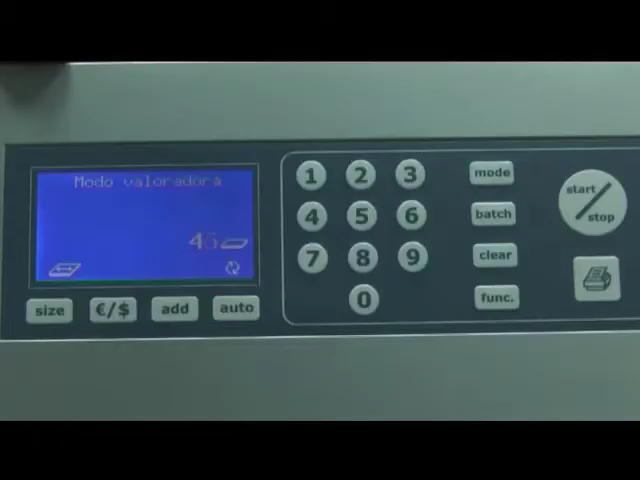 Modo valoradora
size
€/$
add
auto
1 2 3
4 5 6
7 8 9
0
mode
batch
clear
func.
start/stop